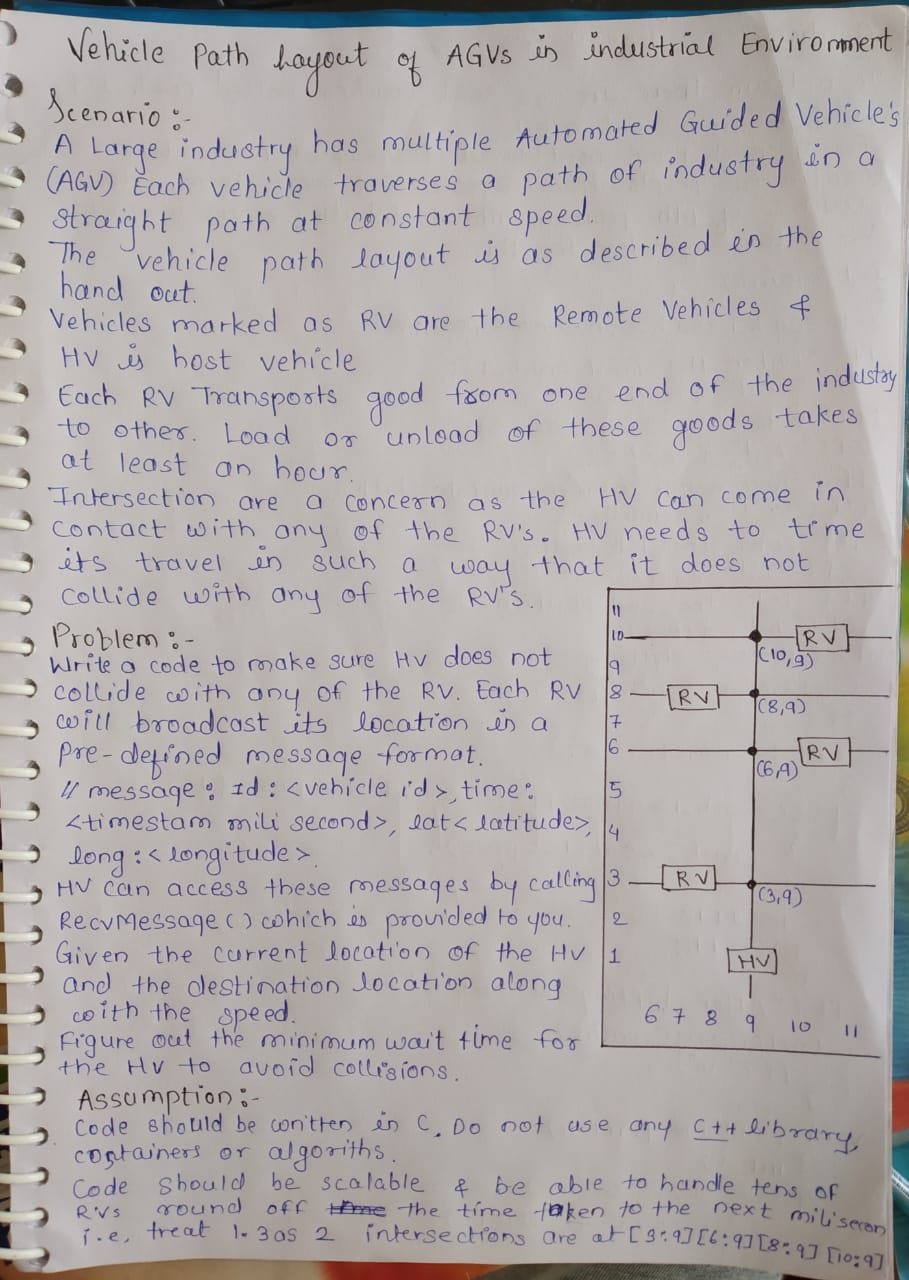 Vehicle Path Layout of AGVs in industrial Environment
Scenario :-
A Large industry has multiple Automated Guided Vehicle's
(AGV) Each vehicle traverses a path of industry in a
straight path at constant speed.
The vehicle path layout is as described in the
hand out.
Vehicles marked as RV are the Remote Vehicles &
HV is host vehicle
Each RV Transports good from one end of the industry
to other. Load or unload of these goods takes
at least an hour.
Intersection are a concern as the HV can come in
contact with any of the RV's. HV needs to time
its travel in such a way that it does not
collide with any of the RV's.
Problem :-
Write a code to make sure HV does not
collide with any of the RV. Each RV
will broadcast its location in a
Pre-defined message format.
// message : Id : <vehicle id>, time :
<timestam mili second>, lat < latitude>,
long : < longitude >
HV can access these messages by calling
RecvMessage () which is provided to you.
Given the current location of the HV
and the destination location along
with the speed.
Figure out the minimum wait time for
the HV to avoid collisions.
11
10 RV
(10,9)
9
8 RV
(8,9)
7
6 RV
(6,9)
5
4
3 RV
(3,9)
2
1 HV
6 7 8 9 10 11
Assumption :-
Code should be written in C. Do not use any C++ library,
containers or algoriths.
Code should be scalable & be able to handle tens of
RVs round off the time taken to the next miliseron
i.e, treat 1.3 as 2 intersections are at [3:9] [6:9] [8:9] [10:9]